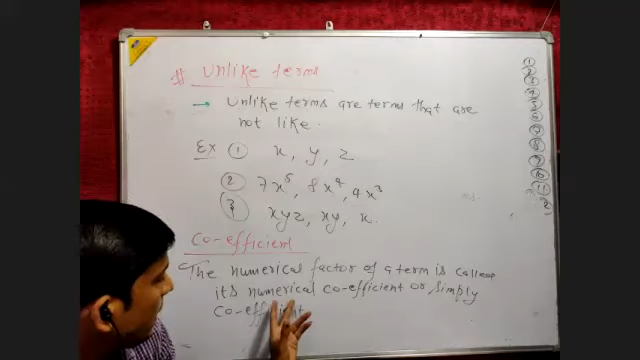 # Unlike terms
→ Unlike terms are terms that are
not like.
Ex ① x, y, z
② 7x⁵, 8x⁴, 4x³
③ xyz, xy, x.
Co-efficient
The numerical factor of a term is called
its numerical co-efficient or simply
co-efficient